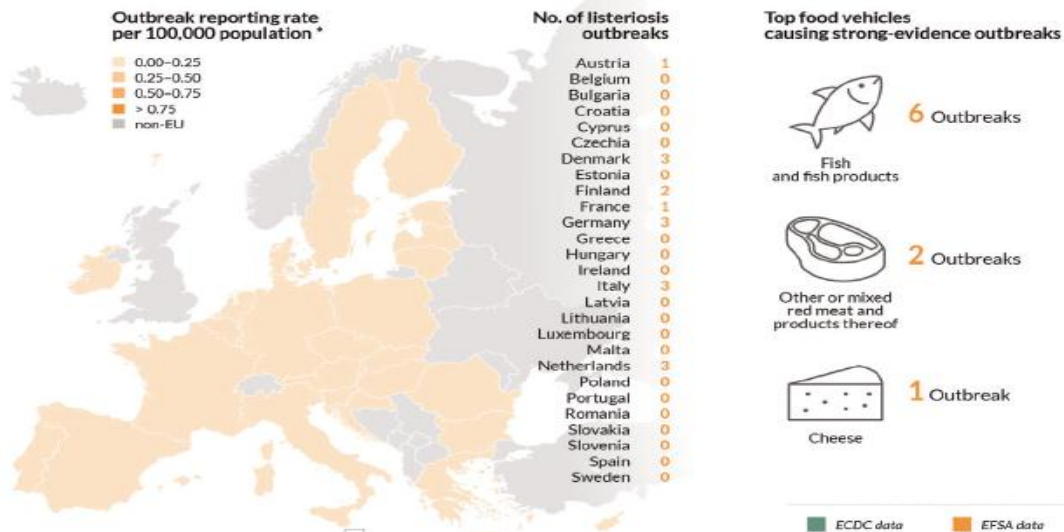 Outbreak reporting rate
per 100,000 population *
0.00–0.25
0.25–0.50
0.50–0.75
> 0.75
non-EU
No. of listeriosis
outbreaks
Austria 1
Belgium 0
Bulgaria 0
Croatia 0
Cyprus 0
Czechia 0
Denmark 3
Estonia 0
Finland 2
France 1
Germany 3
Greece 0
Hungary 0
Ireland 0
Italy 3
Latvia 0
Lithuania 0
Luxembourg 0
Malta 0
Netherlands 3
Poland 0
Portugal 0
Romania 0
Slovakia 0
Slovenia 0
Spain 0
Sweden 0
Top food vehicles
causing strong-evidence outbreaks
6 Outbreaks
Fish
and fish products
2 Outbreaks
Other or mixed
red meat and
products thereof
1 Outbreak
Cheese
ECDC data
EFSA data